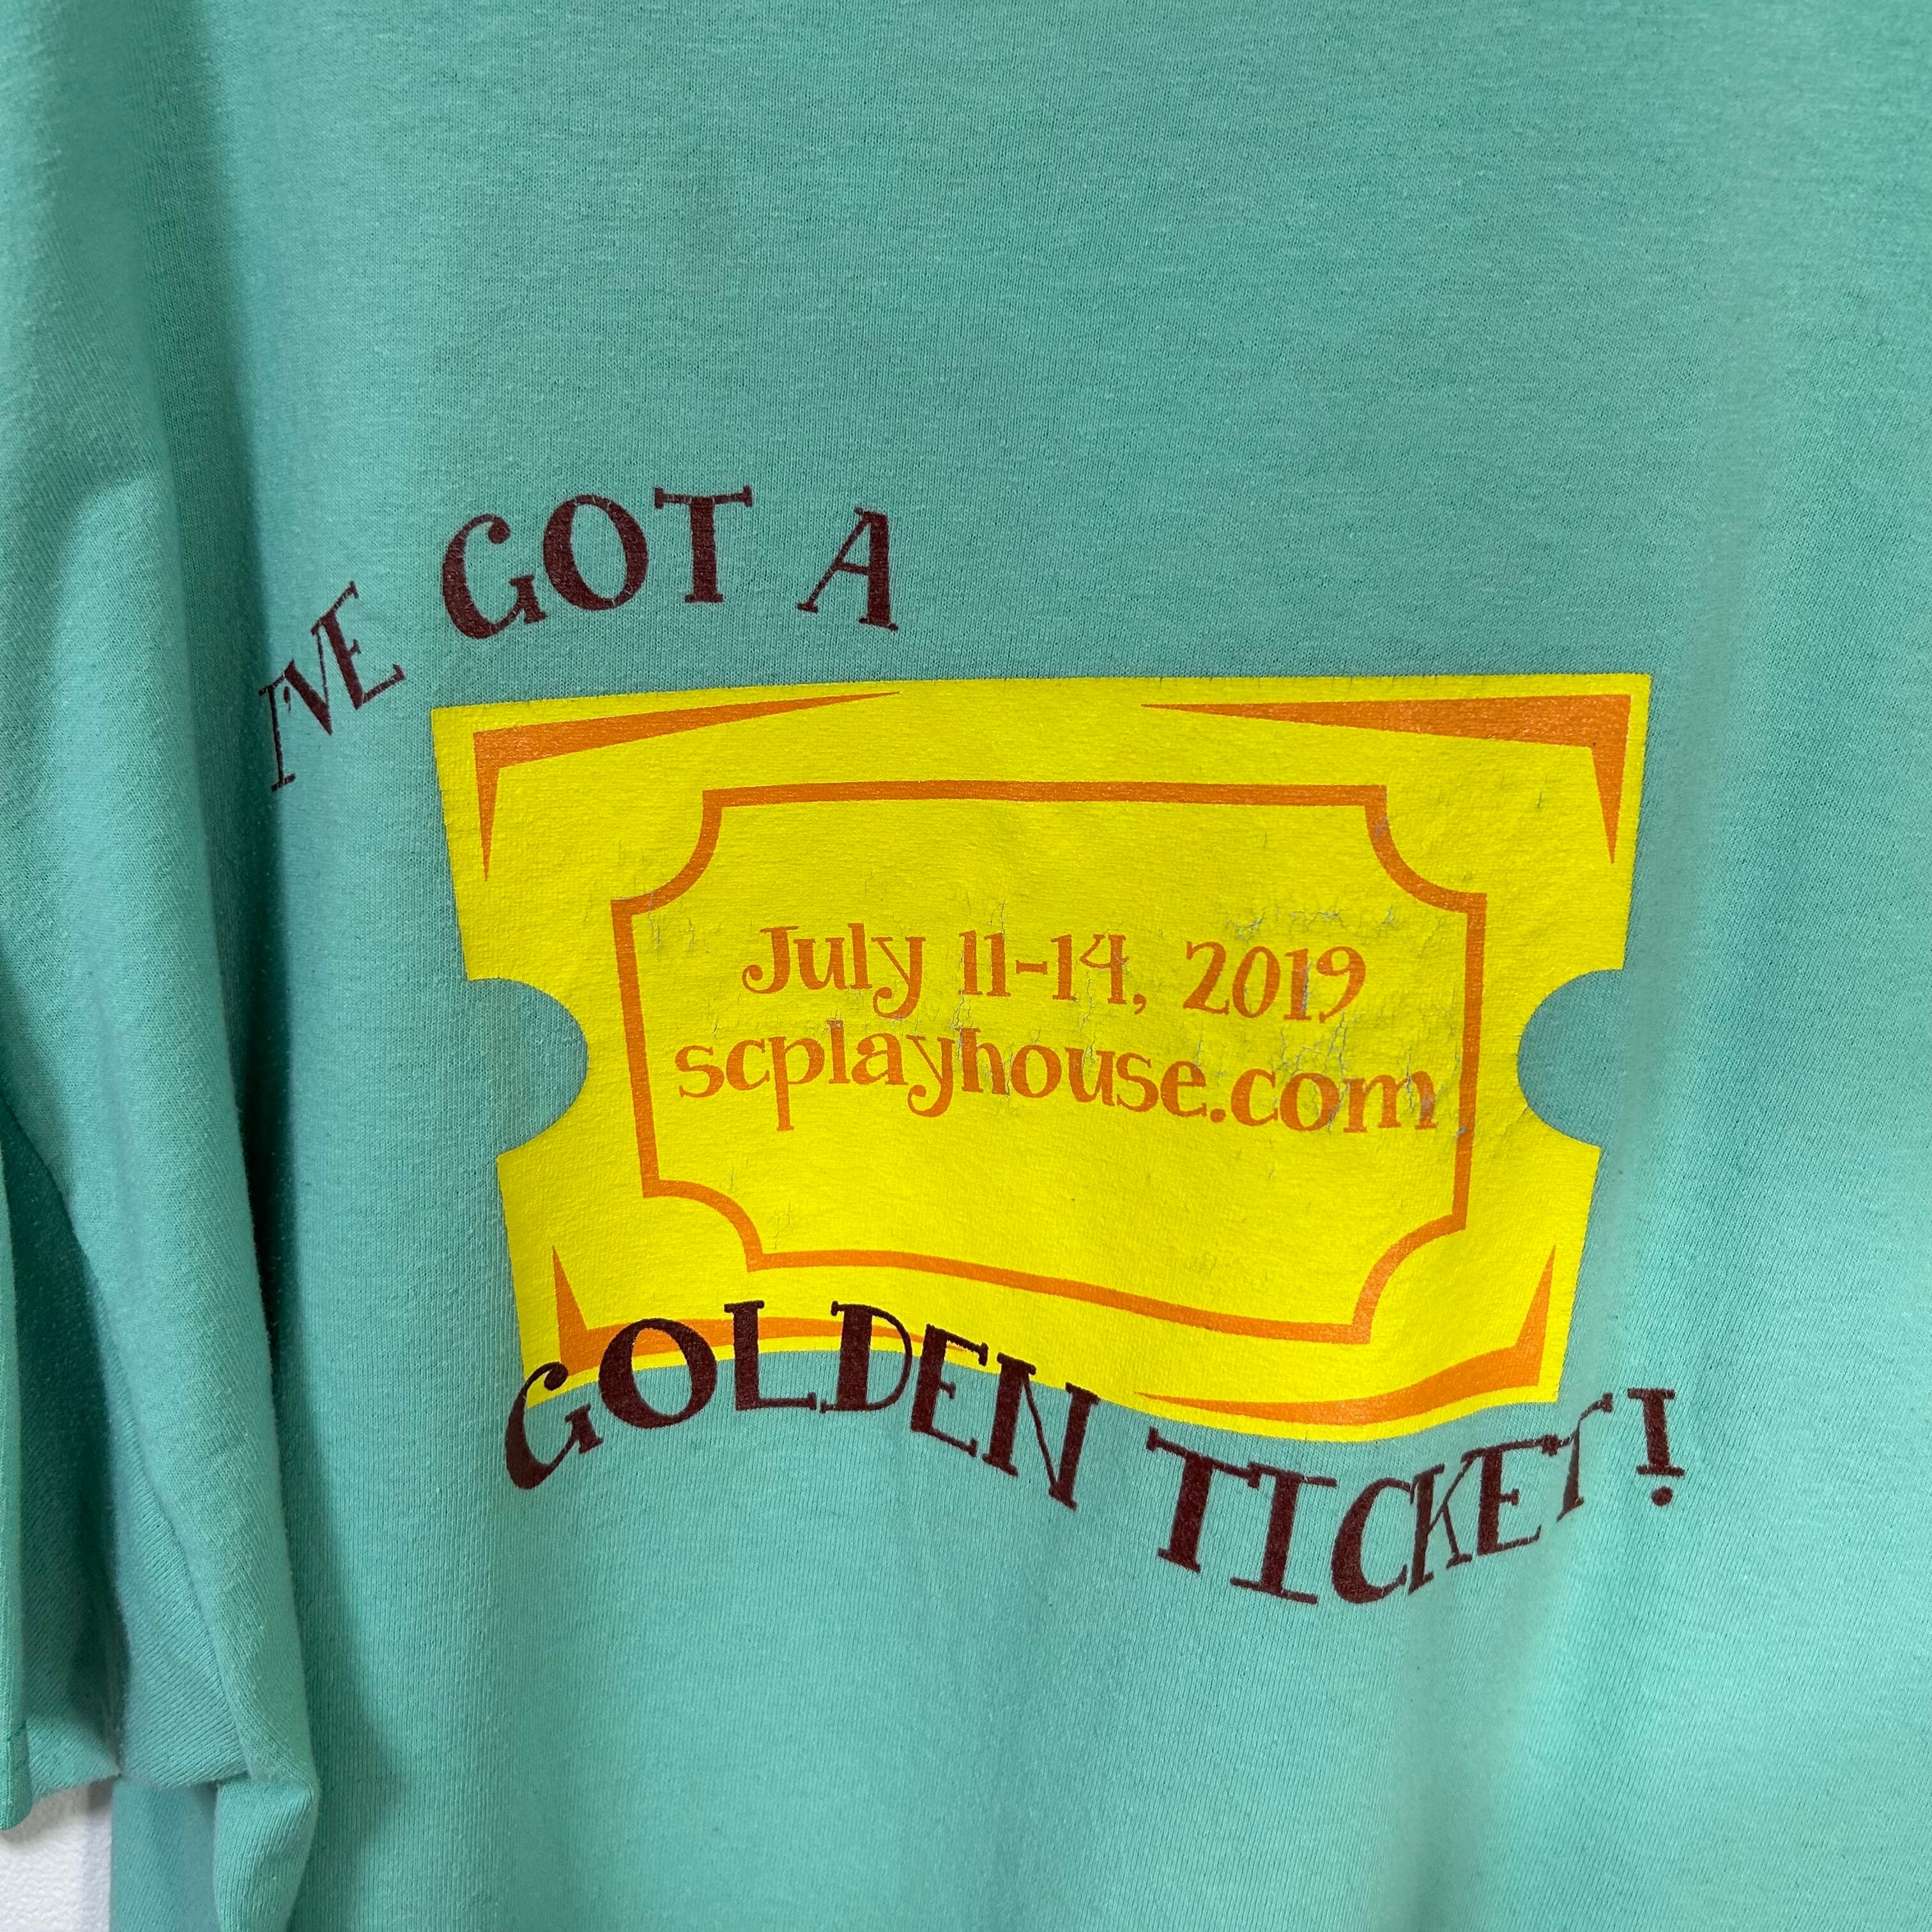 I'VE GOT A
July 11-14, 2019
scplayhouse.com
GOLDEN TICKET!